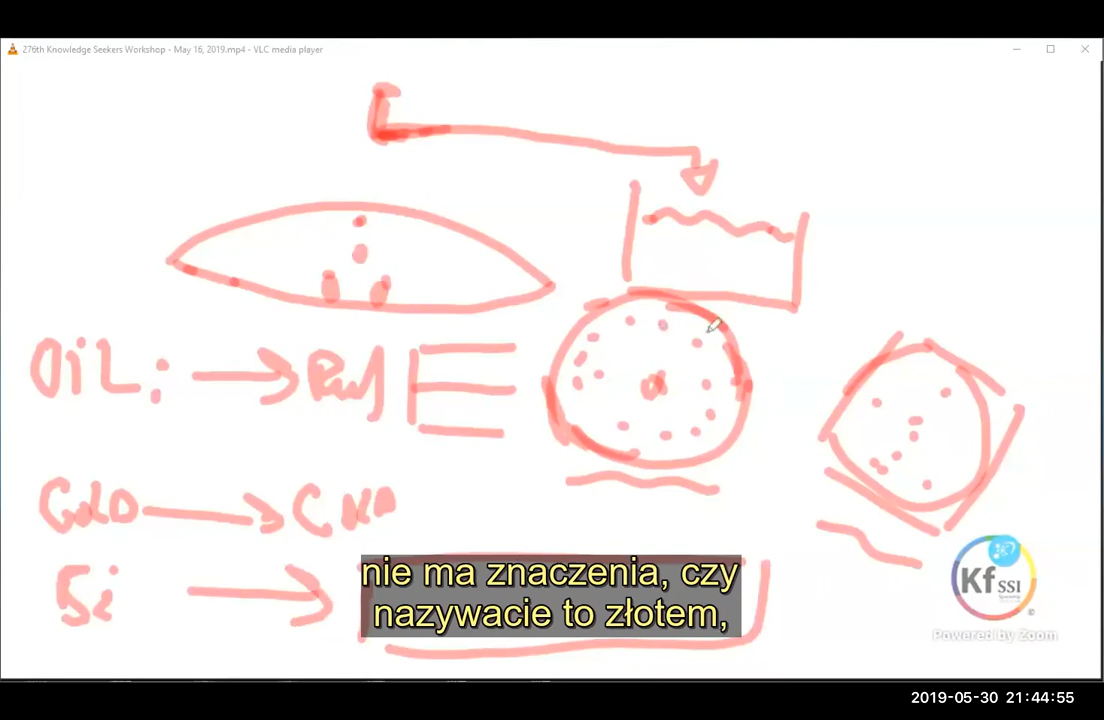 276th Knowledge Seekers Workshop - May 16, 2019.mp4 - VLC media player
OiL:
GOLD
Si
nie ma znaczenia, czy
nazywacie to złotem,
Kf SSI
Powered by Zoom
2019-05-30 21:44:55